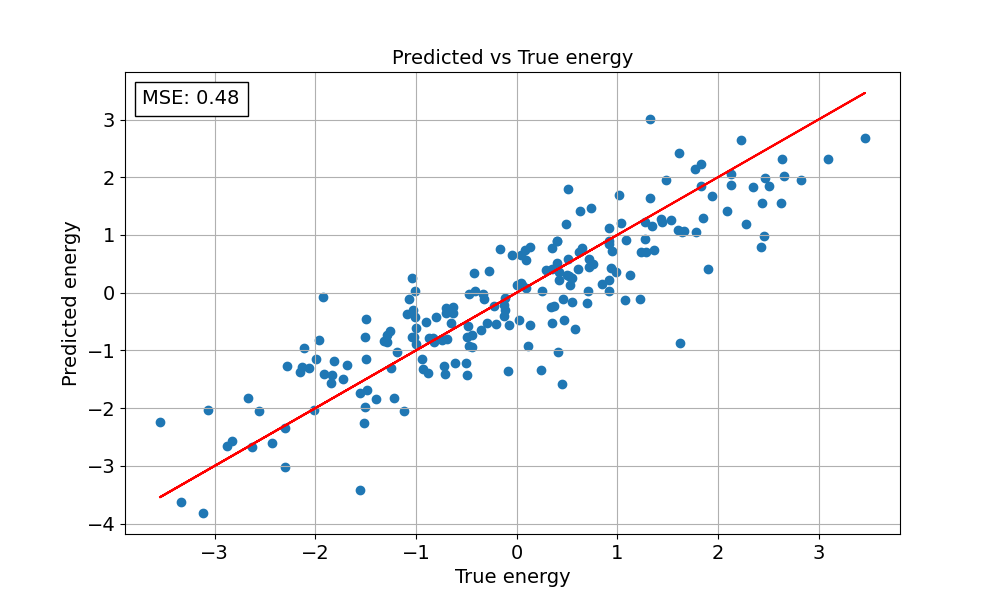 Predicted vs True energy
MSE: 0.48
3
2
1
0
−1
−2
−3
−4
Predicted energy
−3 −2 −1 0 1 2 3
True energy